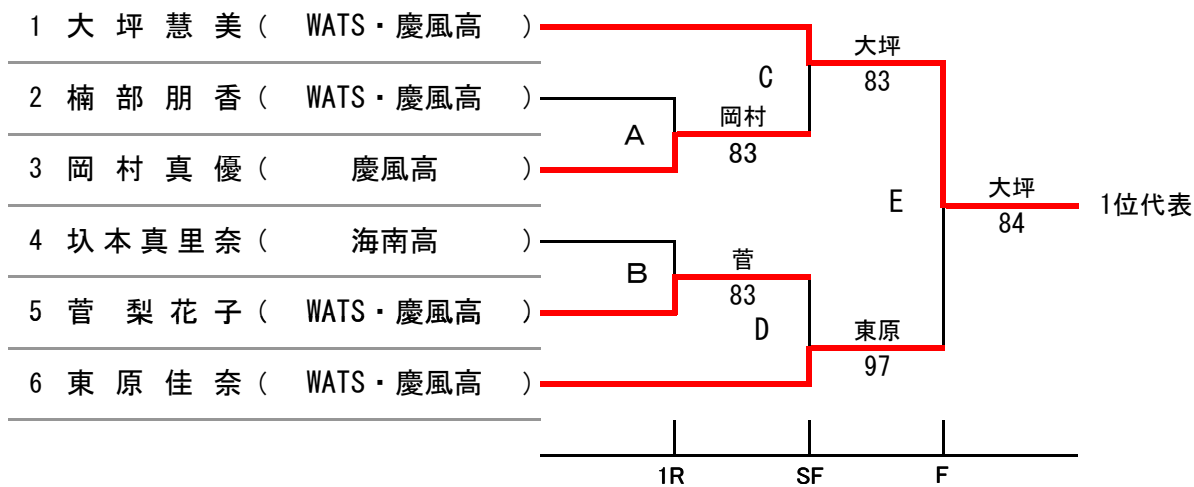 1 大坪慧美( WATS・慶風高 )
大坪
C
83
2 楠部朋香( WATS・慶風高 )
岡村
A
83
3 岡村真優( 慶風高 )
大坪
E
1位代表
84
4 圦本真里奈( 海南高 )
菅
B
83
5 菅 梨花子( WATS・慶風高 )
D
東原
97
6 東原佳奈( WATS・慶風高 )
1R SF F